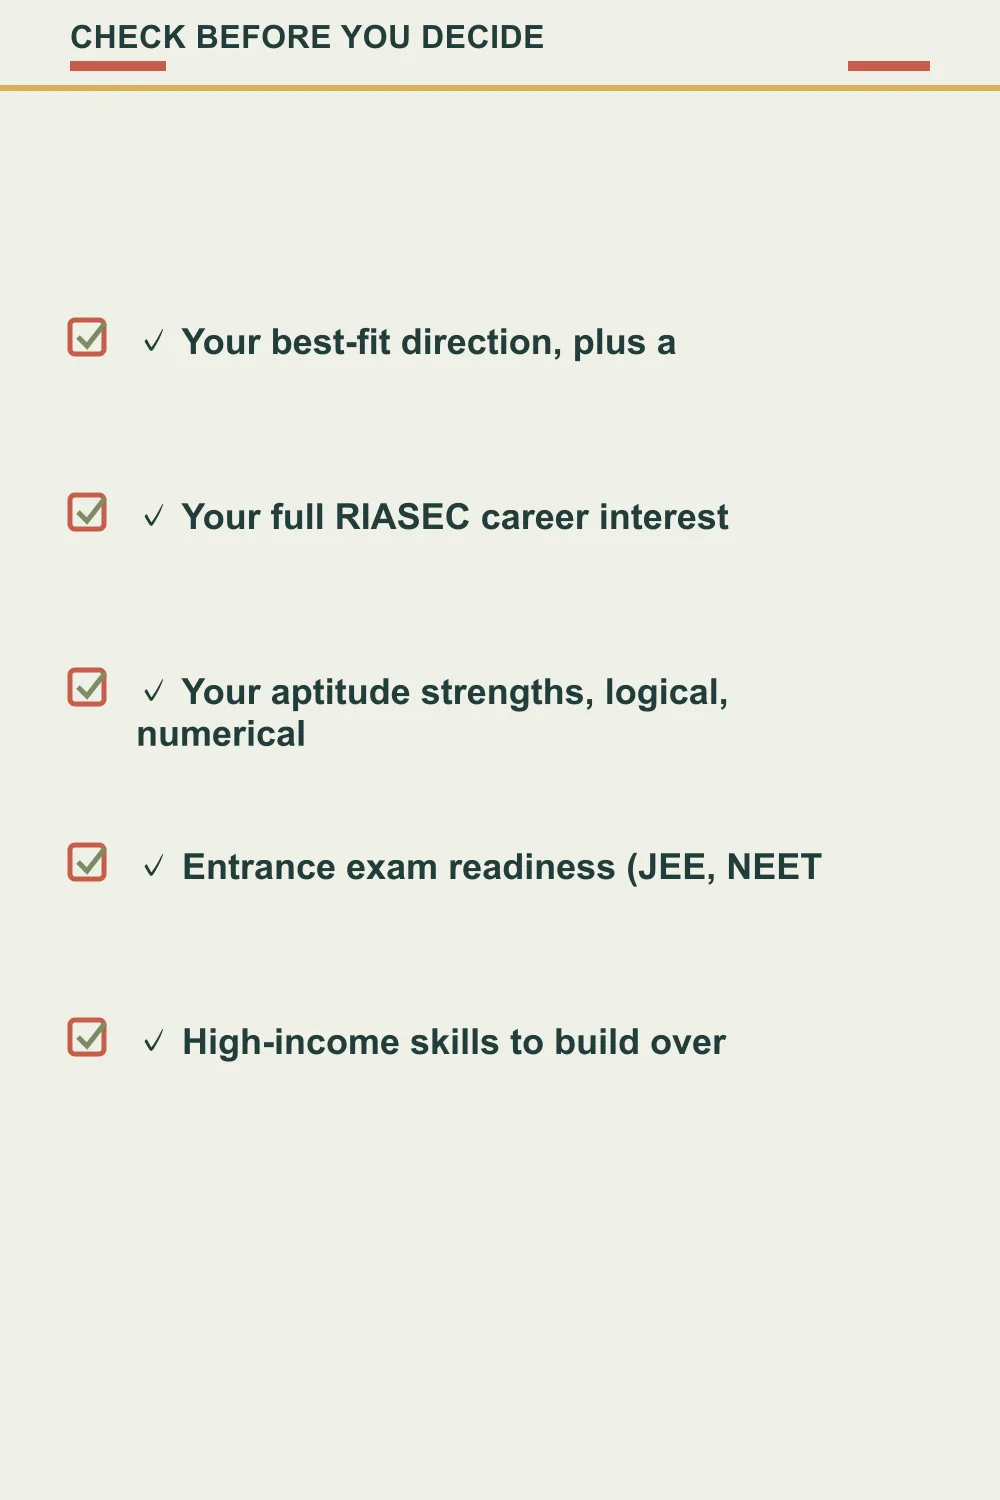 CHECK BEFORE YOU DECIDE
✓ Your best-fit direction, plus a
✓ Your full RIASEC career interest
✓ Your aptitude strengths, logical,
numerical
✓ Entrance exam readiness (JEE, NEET
✓ High-income skills to build over